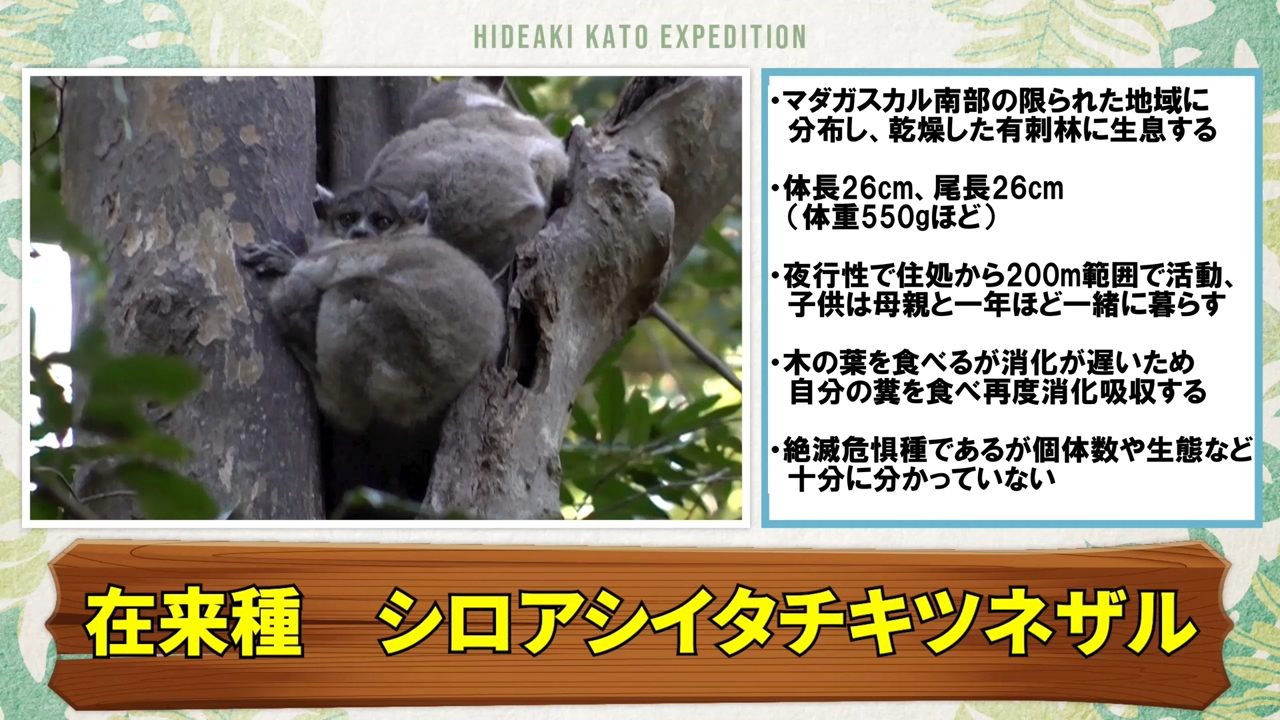 HIDEAKI KATO EXPEDITION
・マダガスカル南部の限られた地域に
分布し、乾燥した有刺林に生息する
・体長26cm、尾長26cm
（体重550gほど）
・夜行性で住処から200m範囲で活動、
子供は母親と一年ほど一緒に暮らす
・木の葉を食べるが消化が遅いため
自分の糞を食べ再度消化吸収する
・絶滅危惧種であるが個体数や生態など
十分に分かっていない
在来種　シロアシイタチキツネザル